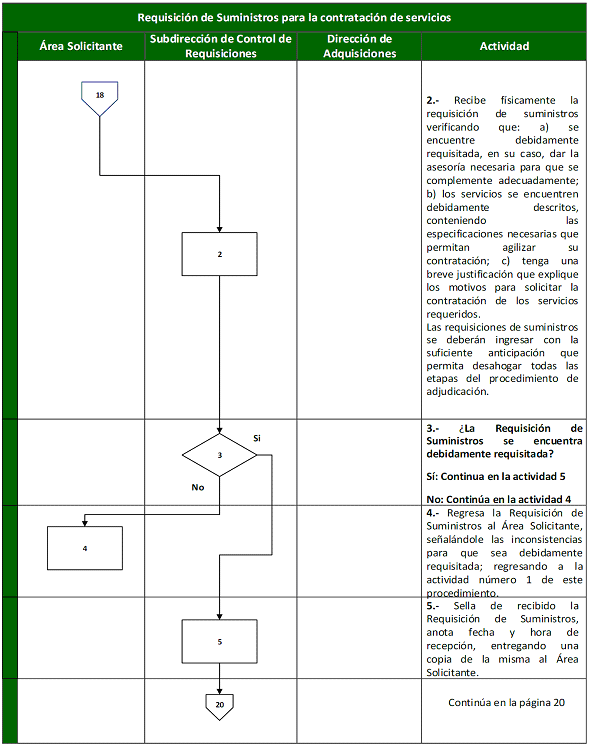 Requisición de Suministros para la contratación de servicios
Área Solicitante
Subdirección de Control de
Requisiciones
Dirección de
Adquisiciones
Actividad
18
2.- Recibe físicamente la
requisición de suministros
verificando que: a) se
encuentre debidamente
requisitada, en su caso, dar la
asesoría necesaria para que se
complemente adecuadamente;
b) los servicios se encuentren
debidamente descritos,
conteniendo las
especificaciones necesarias que
permitan agilizar su
contratación; c) tenga una
breve justificación que explique
los motivos para solicitar la
contratación de los servicios
requeridos.
Las requisiciones de suministros
se deberán ingresar con la
suficiente anticipación que
permita desahogar todas las
etapas del procedimiento de
adjudicación.
2
3.- ¿La Requisición de
Suministros se encuentra
debidamente requisitada?
Sí: Continua en la actividad 5
No: Continúa en la actividad 4
3
Si
No
4.- Regresa la Requisición de
Suministros al Área Solicitante,
señalándole las inconsistencias
para que sea debidamente
requisitada; regresando a la
actividad número 1 de este
procedimiento.
4
5.- Sella de recibido la
Requisición de Suministros,
anota fecha y hora de
recepción, entregando una
copia de la misma al Área
Solicitante.
5
20
Continúa en la página 20